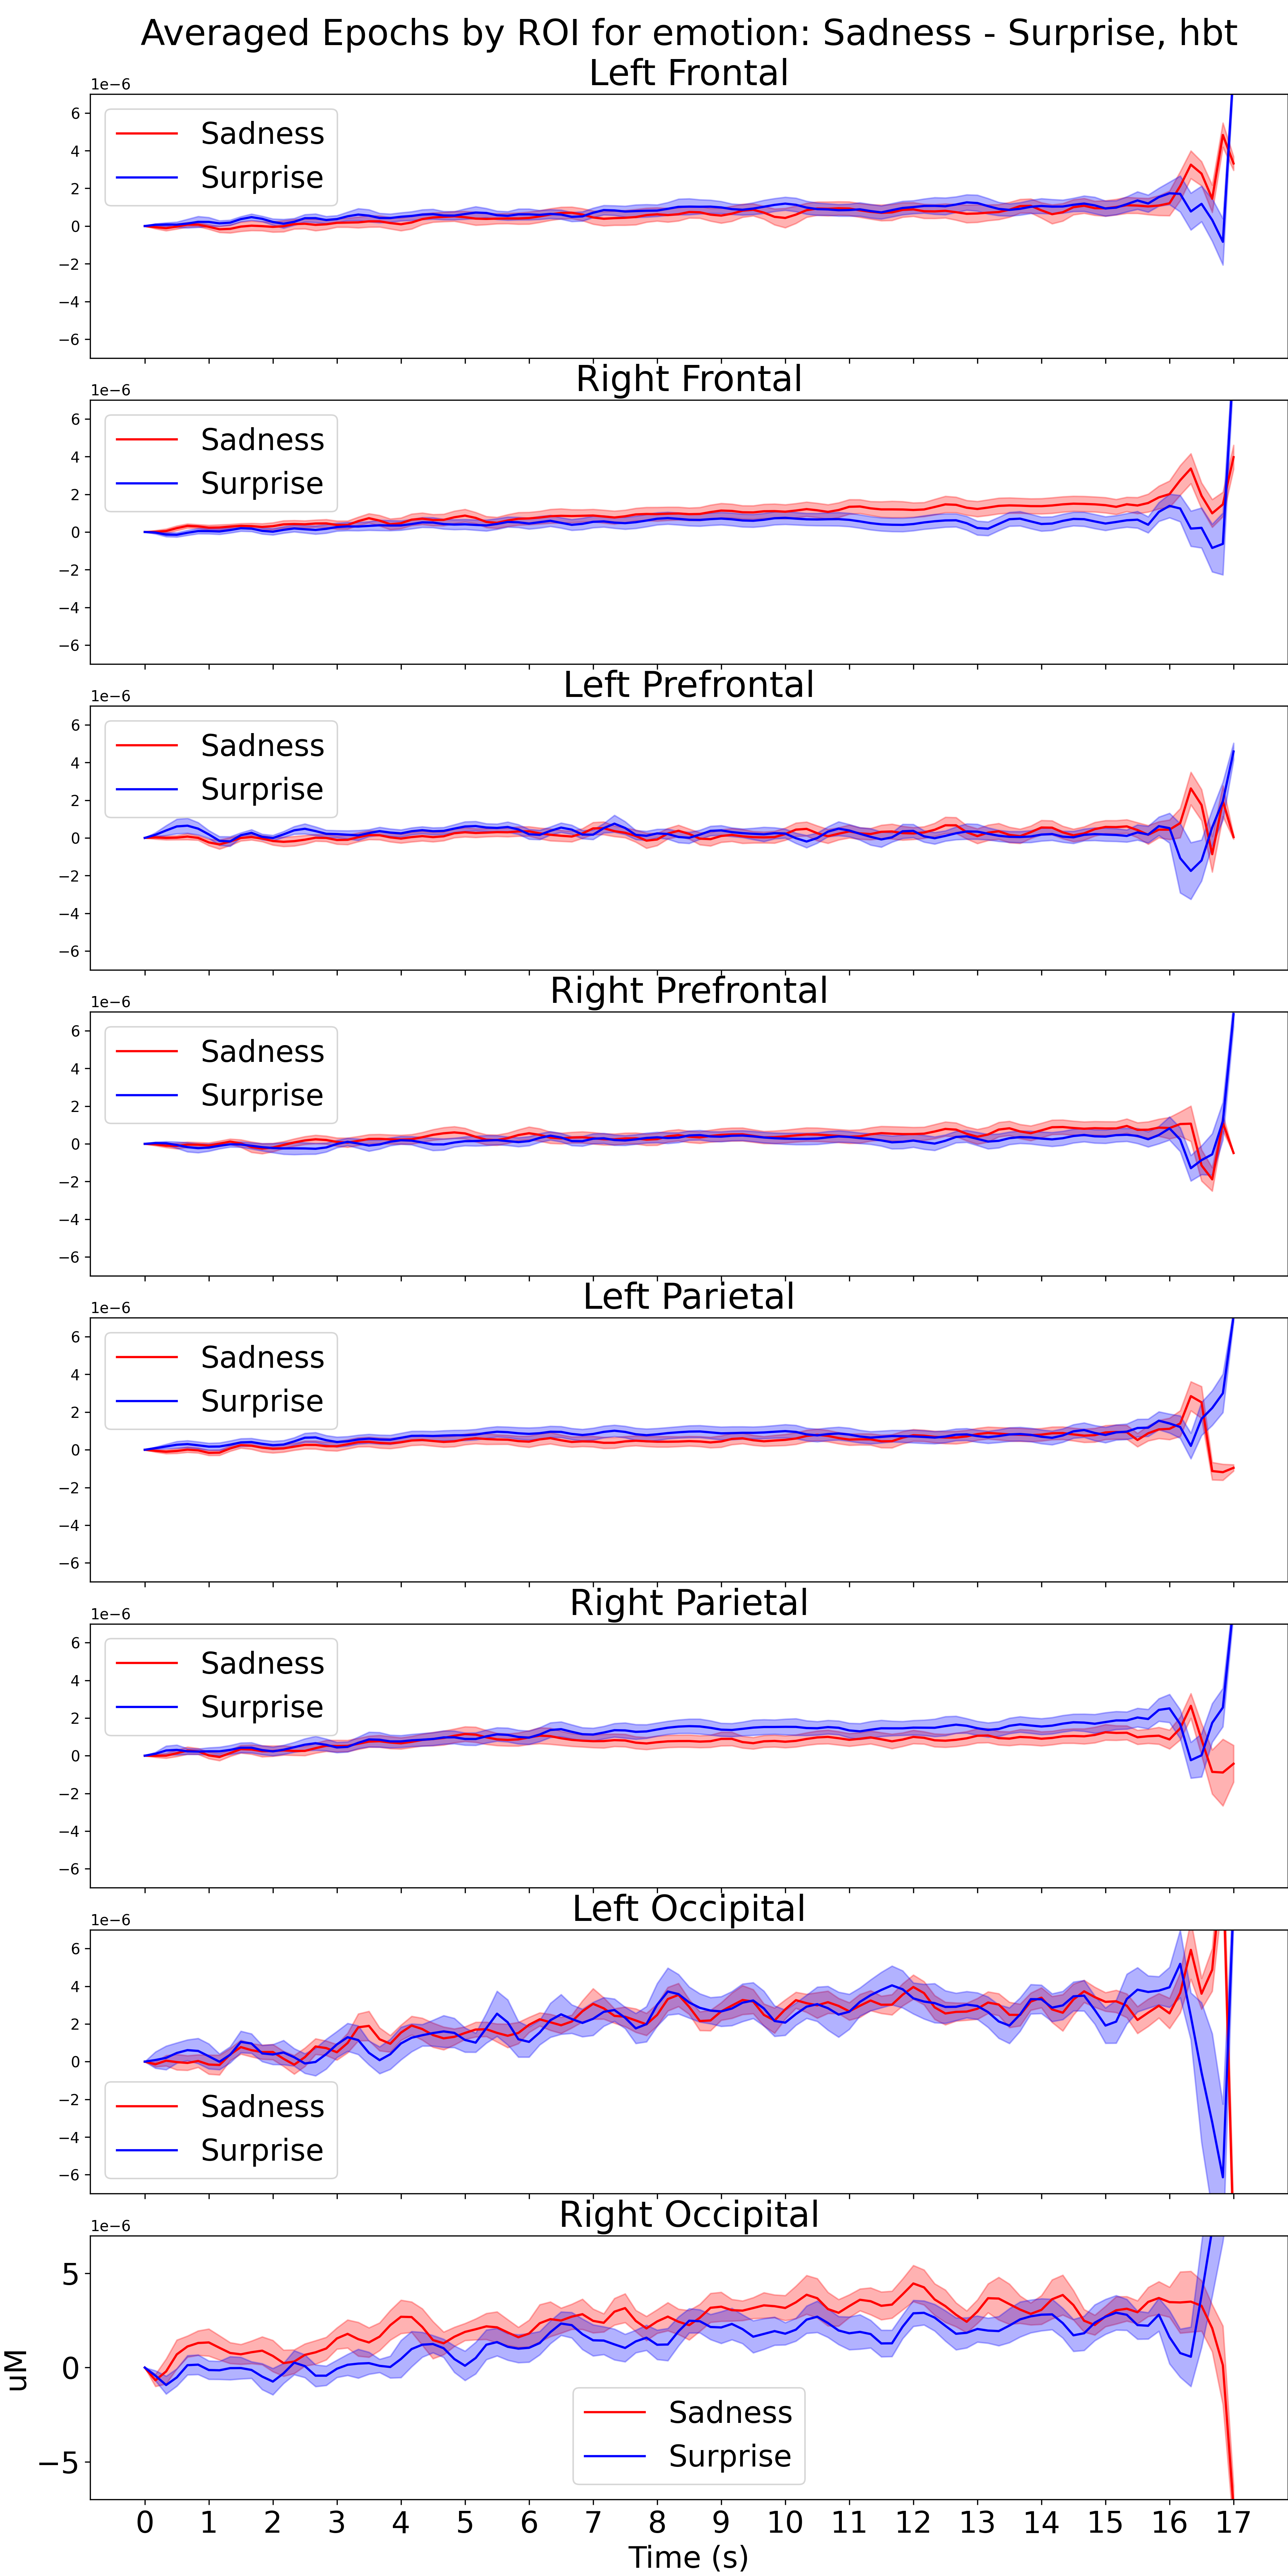 Averaged Epochs by ROI for emotion: Sadness - Surprise, hbt
Left Frontal
1e−6
6
4
2
0
−2
−4
−6
Sadness
Surprise
Right Frontal
1e−6
6
4
2
0
−2
−4
−6
Sadness
Surprise
Left Prefrontal
1e−6
6
4
2
0
−2
−4
−6
Sadness
Surprise
Right Prefrontal
1e−6
6
4
2
0
−2
−4
−6
Sadness
Surprise
Left Parietal
1e−6
6
4
2
0
−2
−4
−6
Sadness
Surprise
Right Parietal
1e−6
6
4
2
0
−2
−4
−6
Sadness
Surprise
Left Occipital
1e−6
6
4
2
0
−2
−4
−6
Sadness
Surprise
Right Occipital
1e−6
5
0
−5
uM
Sadness
Surprise
0 1 2 3 4 5 6 7 8 9 10 11 12 13 14 15 16 17
Time (s)